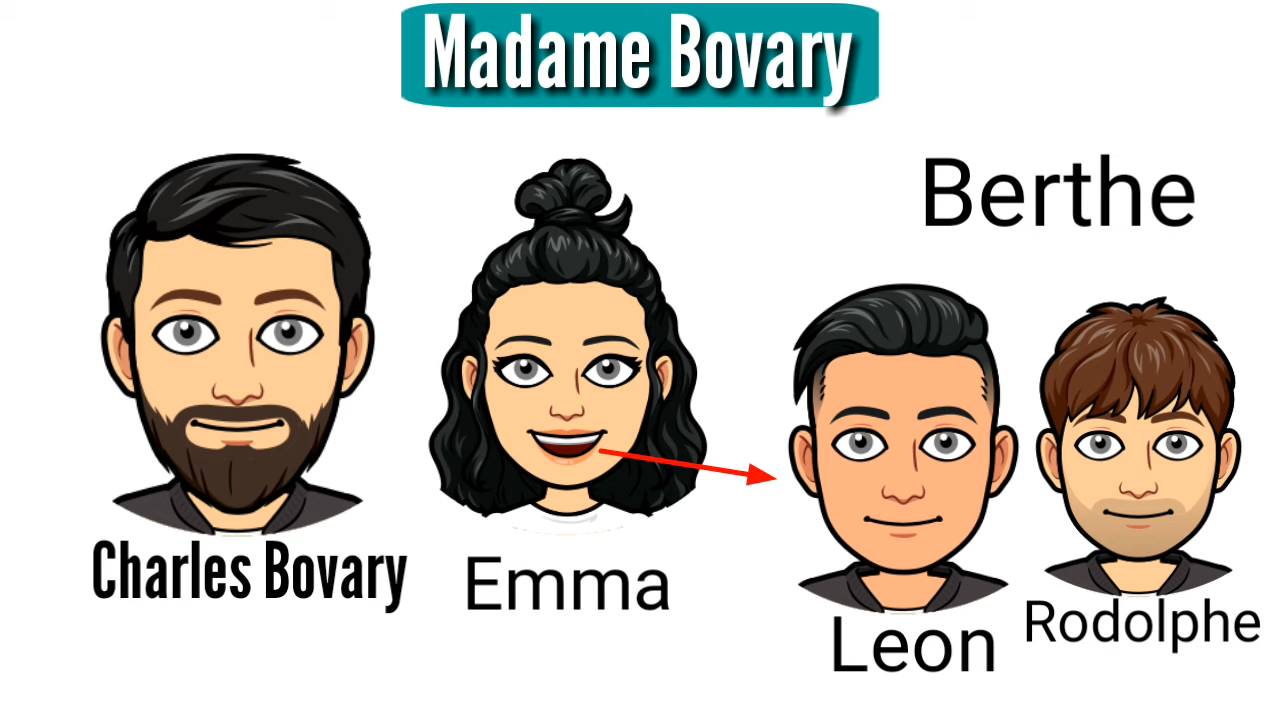 Madame Bovary
Berthe
Charles Bovary
Emma
Leon
Rodolphe